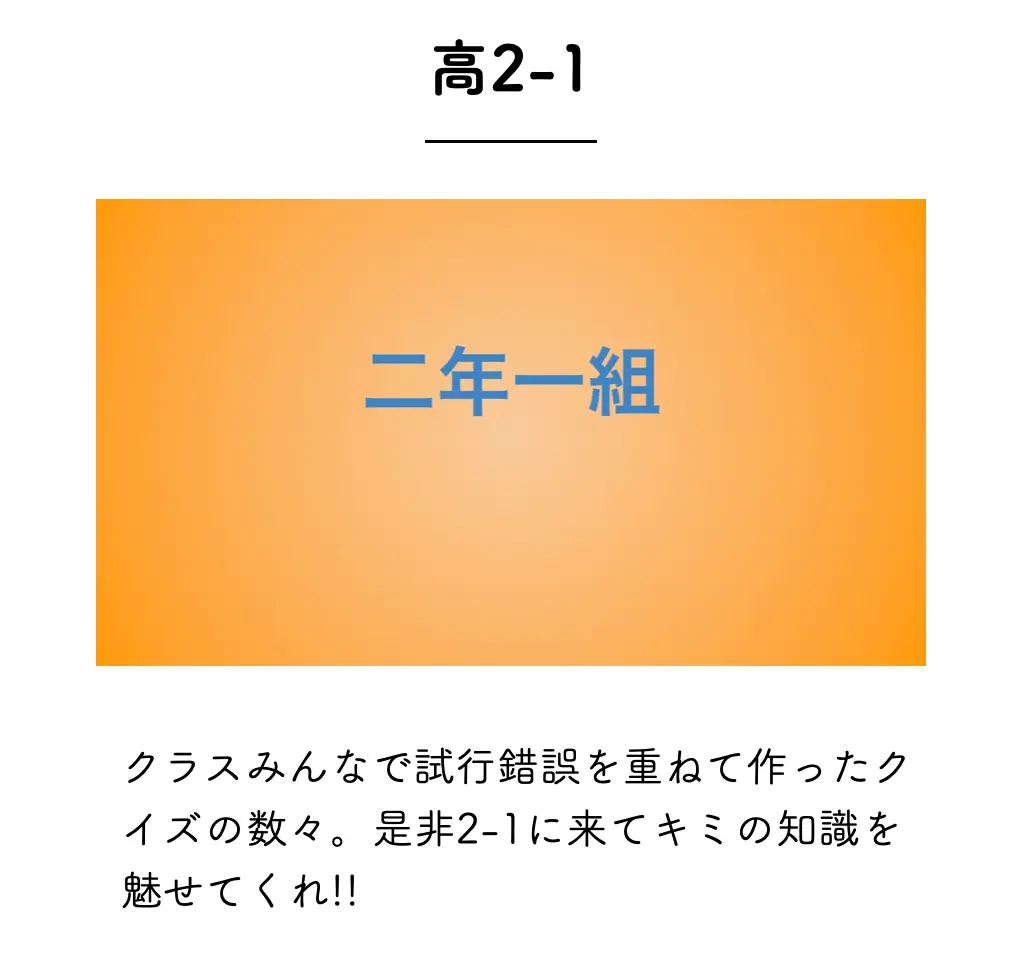 高2-1
二年一組
クラスみんなで試行錯誤を重ねて作ったク
イズの数々。是非2-1に来てキミの知識を
魅せてくれ!!